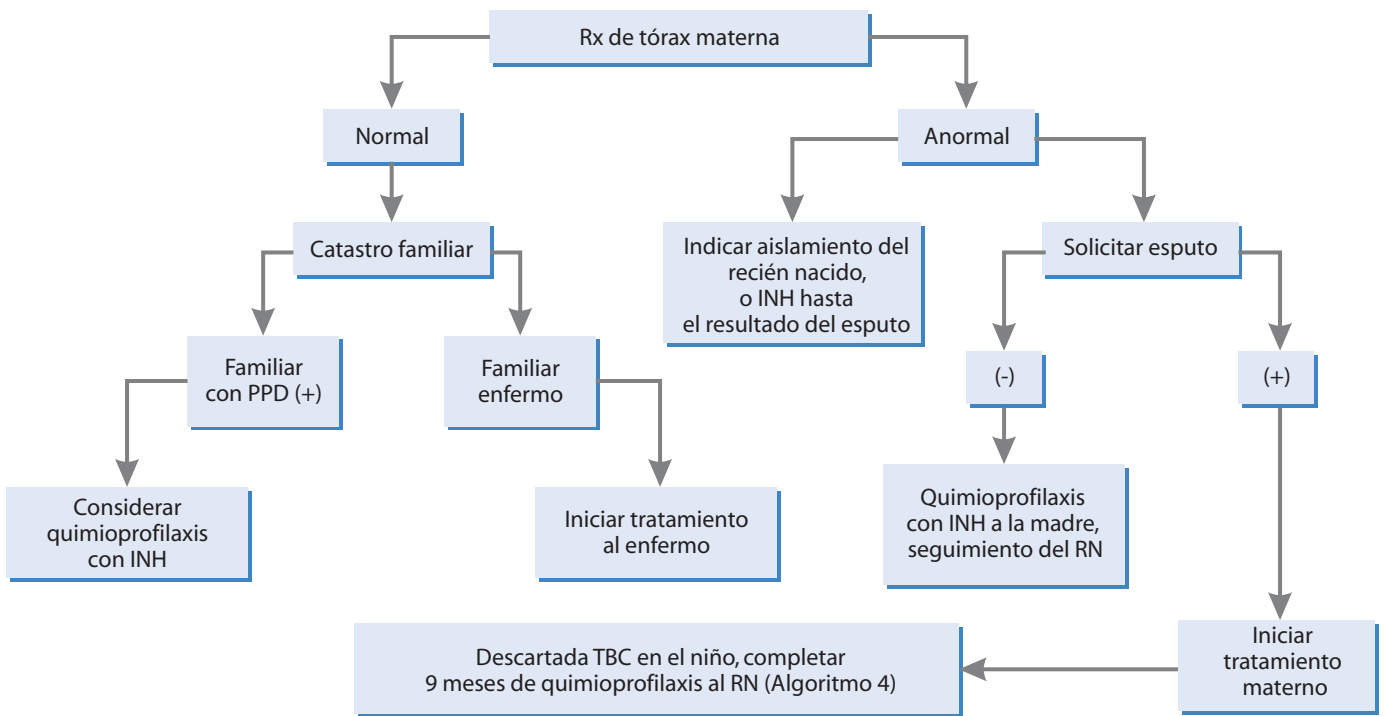 Rx de tórax materna
Normal
Anormal
Catastro familiar
Indicar aislamiento del
recién nacido,
o INH hasta
el resultado del esputo
Solicitar esputo
Familiar
con PPD (+)
Familiar
enfermo
(-)
(+)
Considerar
quimioprofilaxis
con INH
Iniciar tratamiento
al enfermo
Quimioprofilaxis
con INH a la madre,
seguimiento del RN
Descartada TBC en el niño, completar
9 meses de quimioprofilaxis al RN (Algoritmo 4)
Iniciar
tratamiento
materno